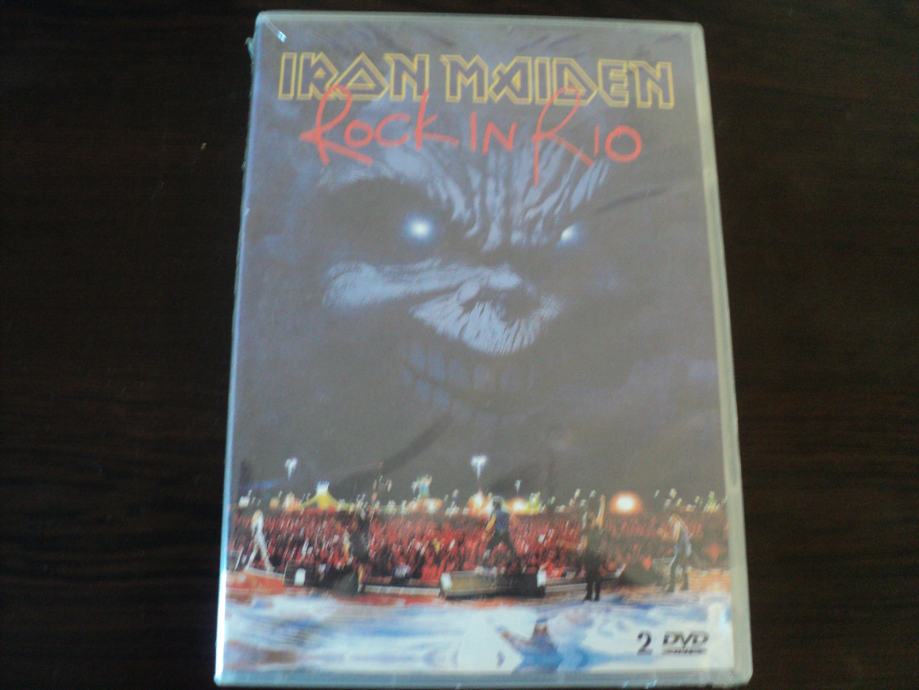 IRON MAIDEN
ROCK IN RIO
2 DVD